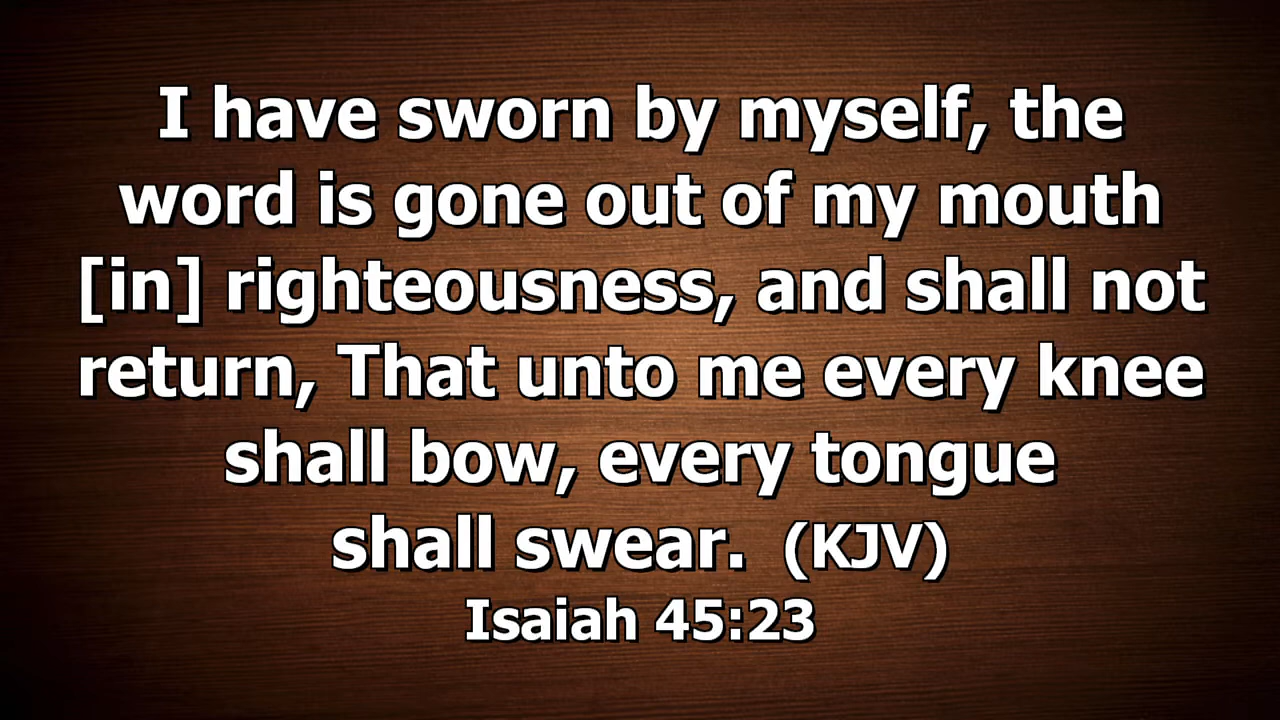 I have sworn by myself, the
word is gone out of my mouth
[in] righteousness, and shall not
return, That unto me every knee
shall bow, every tongue
shall swear. (KJV)
Isaiah 45:23